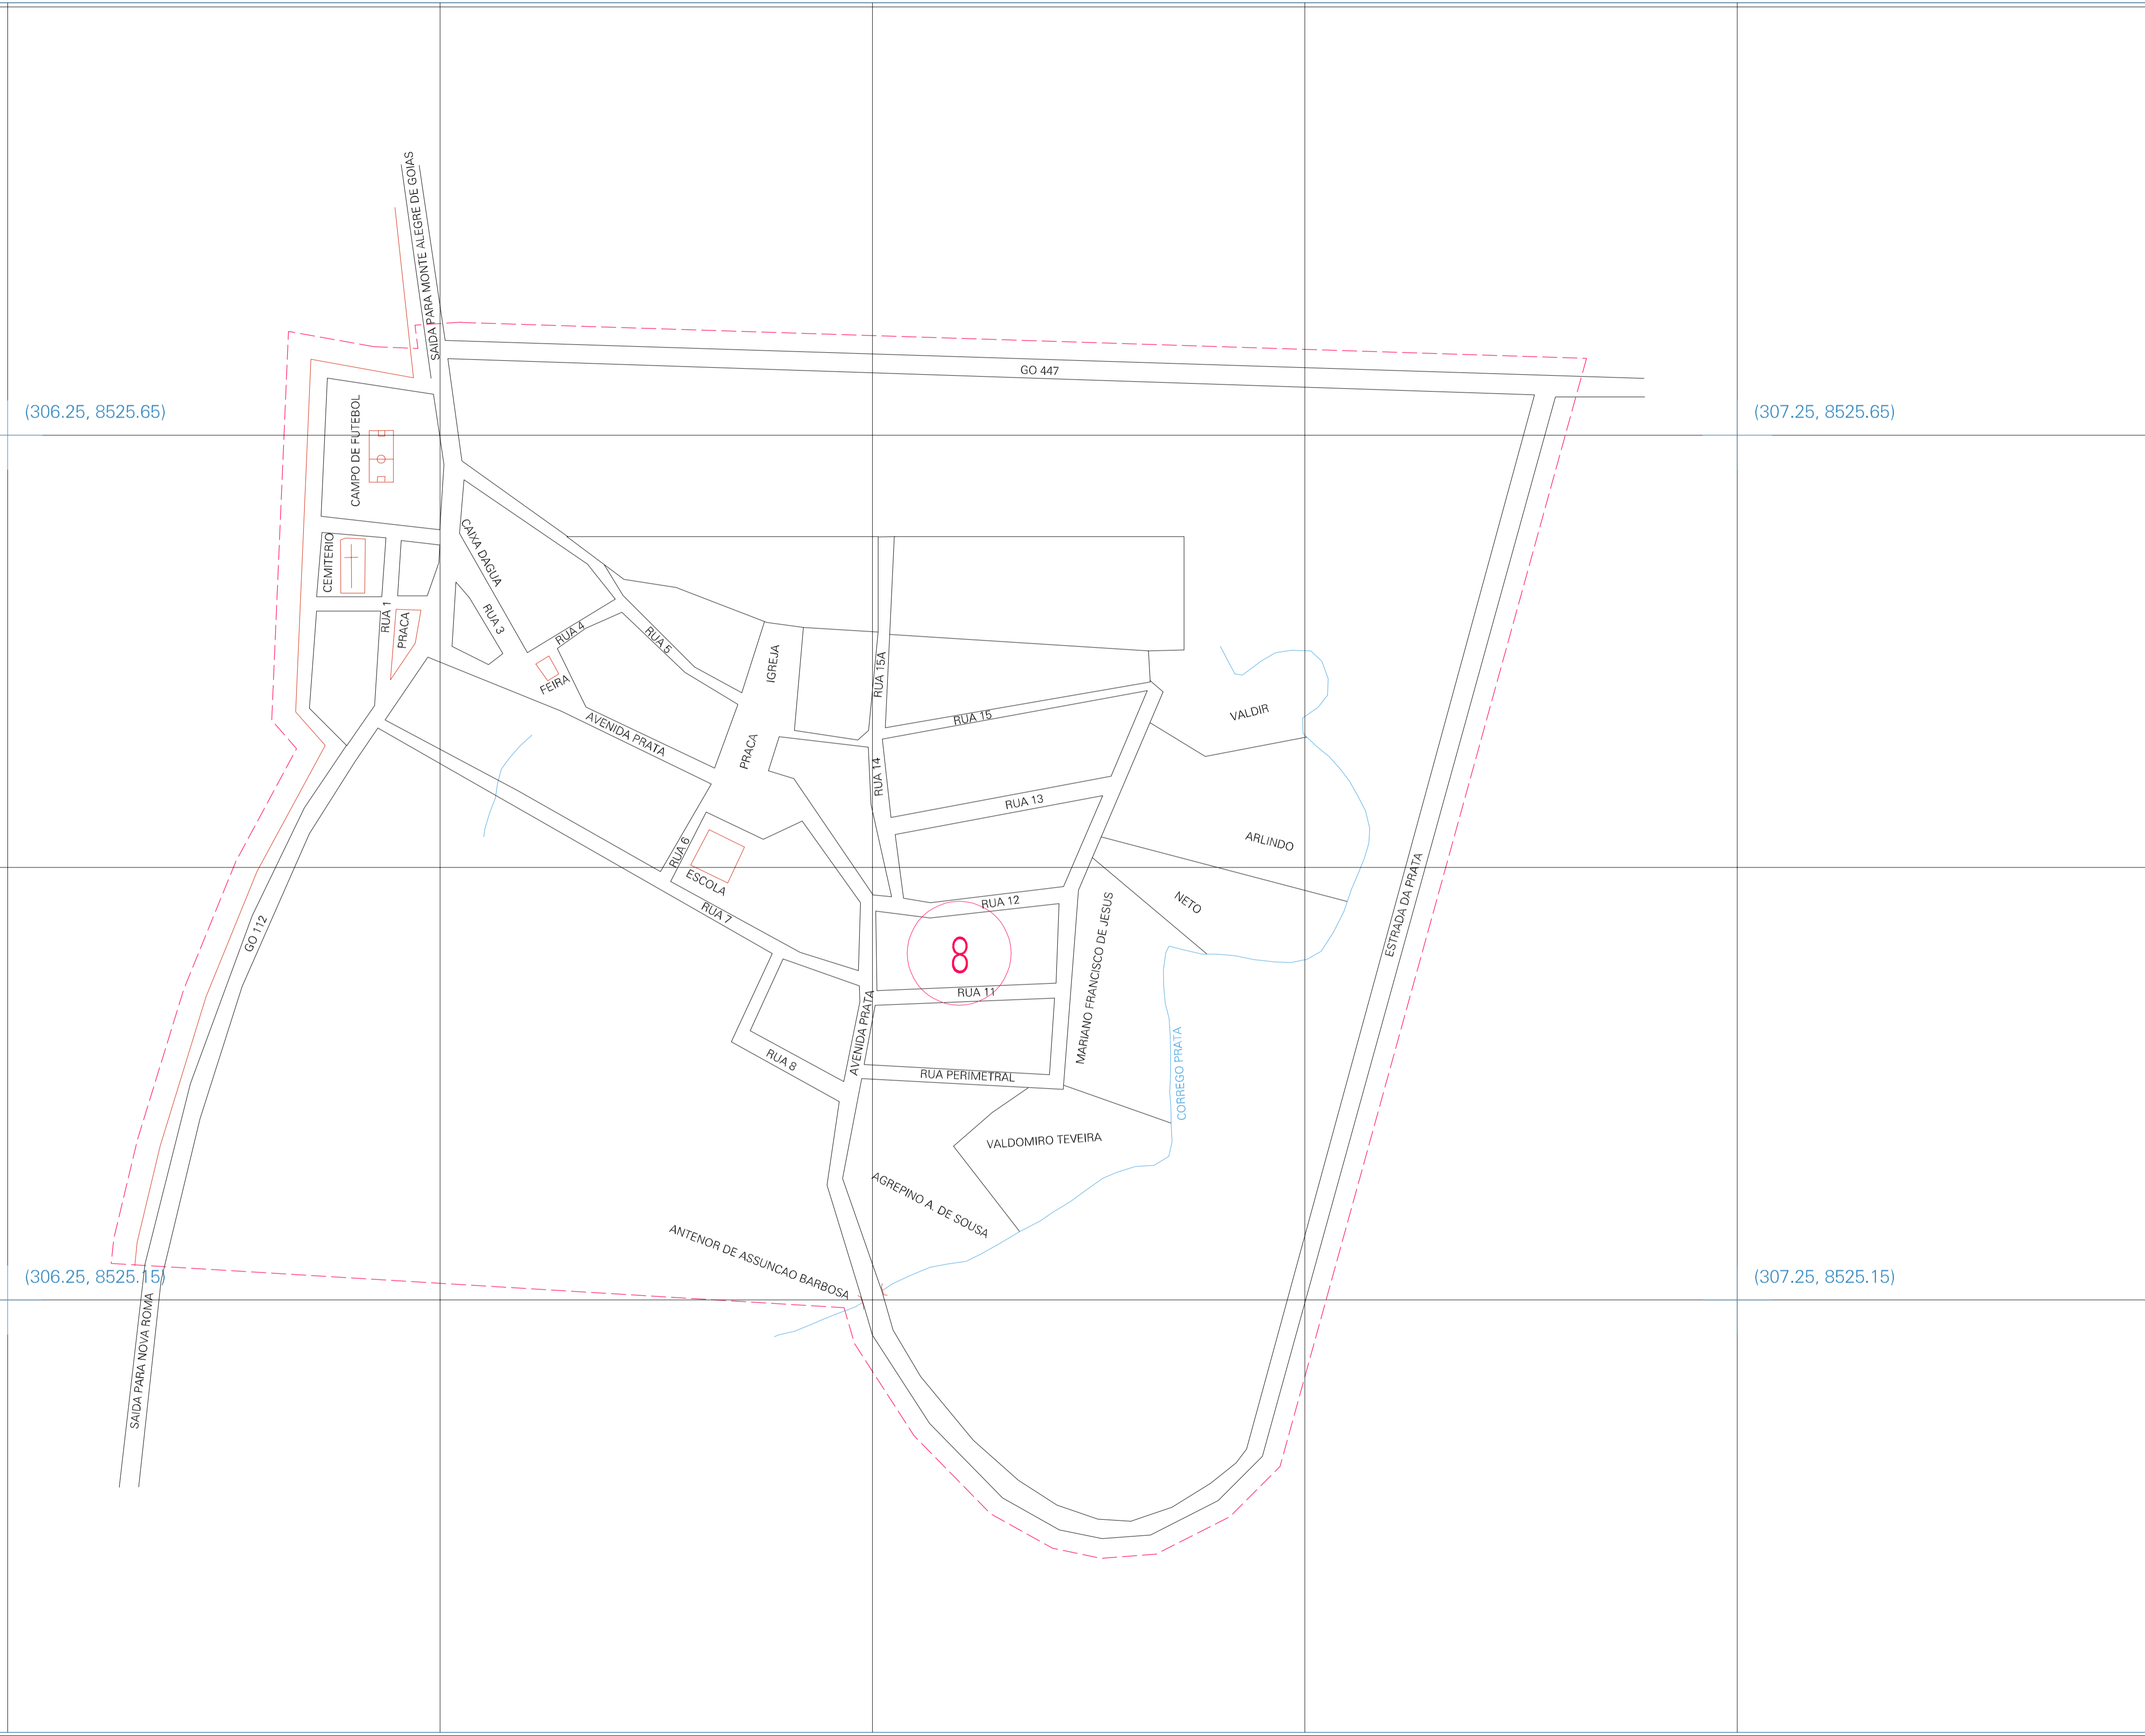 SAIDA PARA MONTE ALEGRE DE GOIAS
GO 447
(306.25, 8525.65)
(307.25, 8525.65)
CAMPO DE FUTEBOL
CEMITERIO
CAIXA DAGUA
RUA 1
PRACA
RUA 3
RUA 4
RUA 5
IGREJA
RUA 15A
FEIRA
AVENIDA PRATA
PRACA
RUA 15
VALDIR
RUA 14
RUA 13
ARLINDO
RUA 6
ESCOLA
RUA 7
RUA 12
NETO
ESTRADA DA PRATA
GO 112
8
RUA 11
MARIANO FRANCISCO DE JESUS
AVENIDA PRATA
RUA 8
RUA PERIMETRAL
CORREGO PRATA
VALDOMIRO TEVEIRA
AGREPINO A. DE SOUSA
ANTENOR DE ASSUNCAO BARBOSA
(306.25, 8525.15)
(307.25, 8525.15)
SAIDA PARA NOVA ROMA